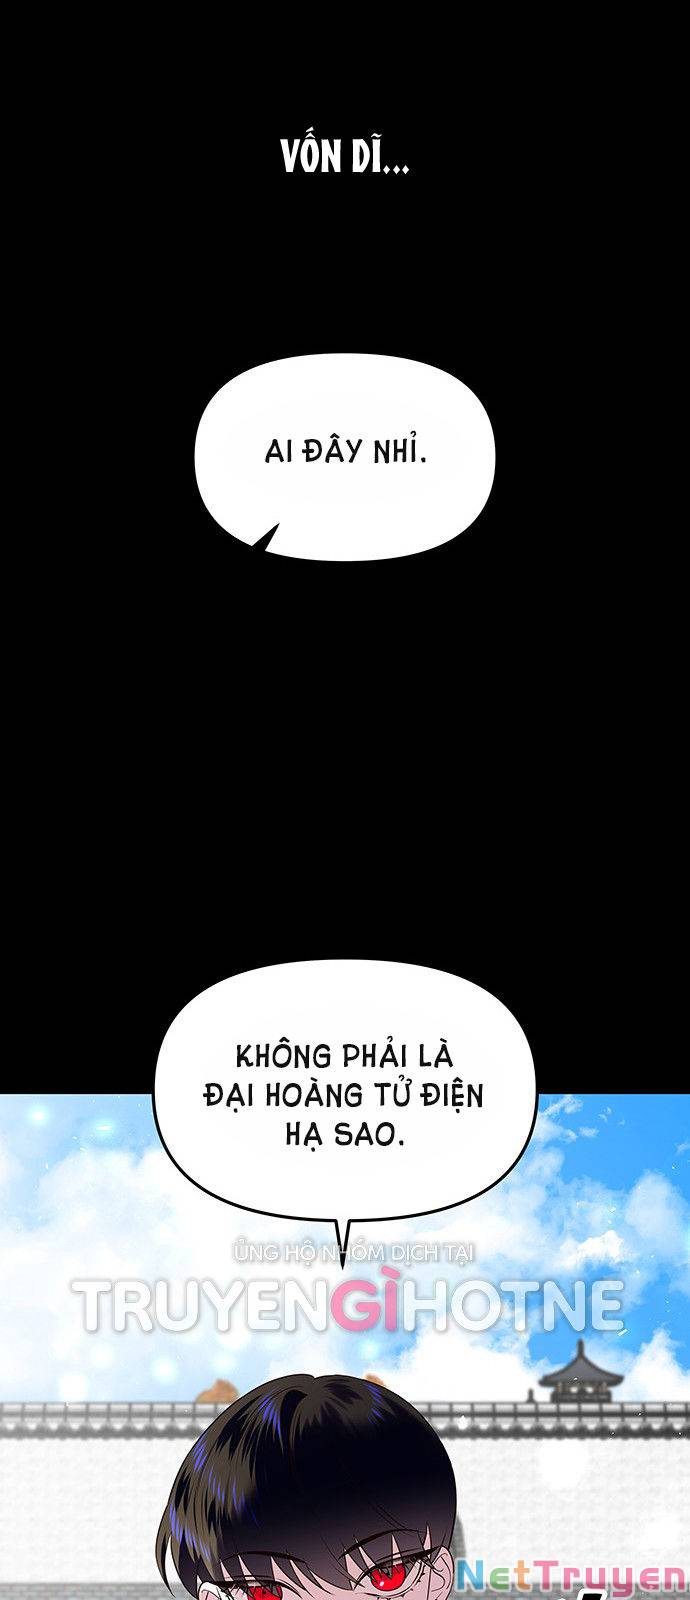 VỐN DĨ...
AI ĐÂY NHỈ.
KHÔNG PHẢI LÀ
ĐẠI HOÀNG TỬ ĐIỆN
HẠ SAO.
ỦNG HỘ NHÓM DỊCH TẠI
TRUYENGIHOTNE
NetTruyen